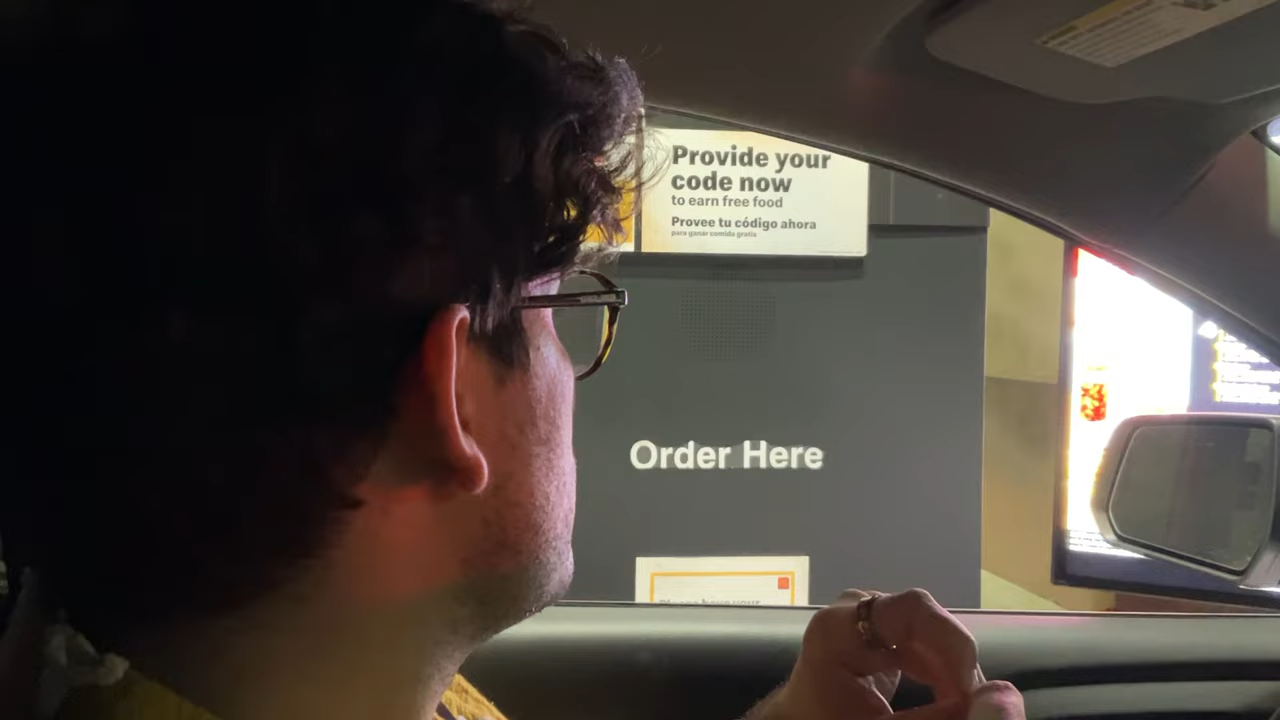 Provide your
code now
to earn free food
Provee tu código ahora
para ganar comida gratis
Order Here